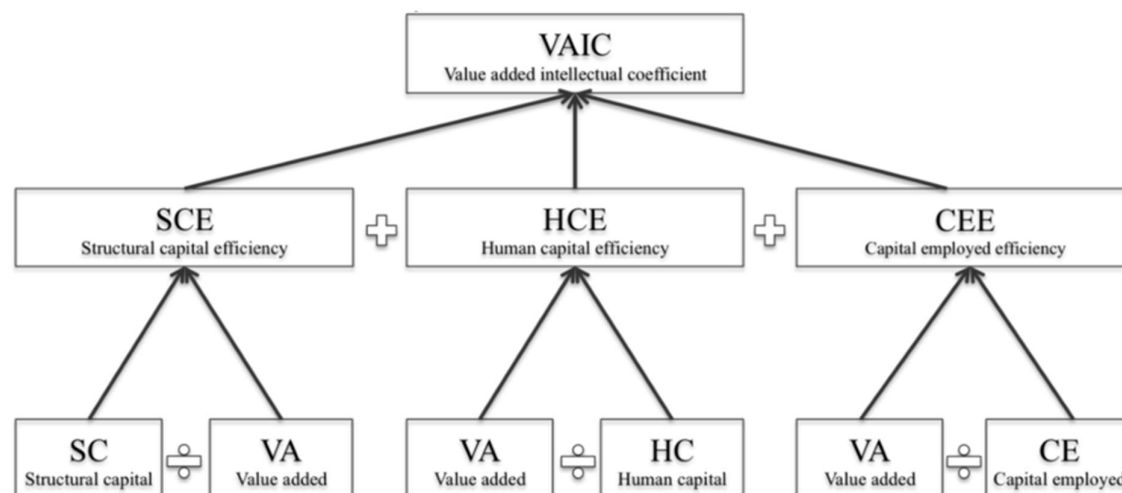 VAIC
Value added intellectual coefficient
SCE
Structural capital efficiency
HCE
Human capital efficiency
CEE
Capital employed efficiency
SC
Structural capital
VA
Value added
VA
Value added
HC
Human capital
VA
Value added
CE
Capital employed